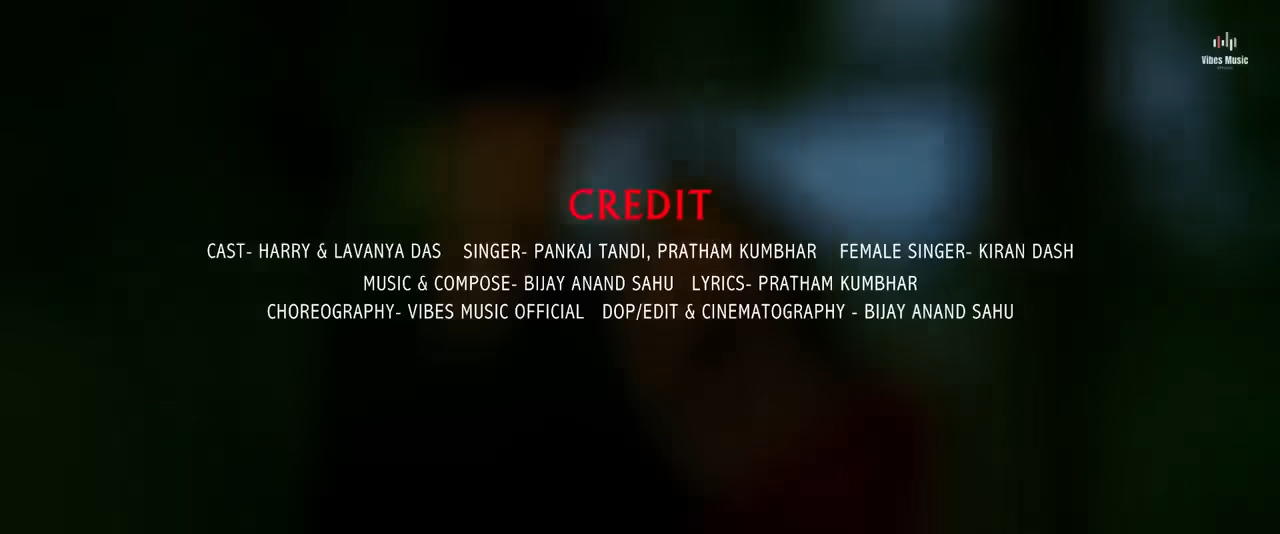 Vibes Music
CREDIT
CAST- HARRY & LAVANYA DAS SINGER- PANKAJ TANDI, PRATHAM KUMBHAR FEMALE SINGER- KIRAN DASH
MUSIC & COMPOSE- BIJAY ANAND SAHU LYRICS- PRATHAM KUMBHAR
CHOREOGRAPHY- VIBES MUSIC OFFICIAL DOP/EDIT & CINEMATOGRAPHY - BIJAY ANAND SAHU